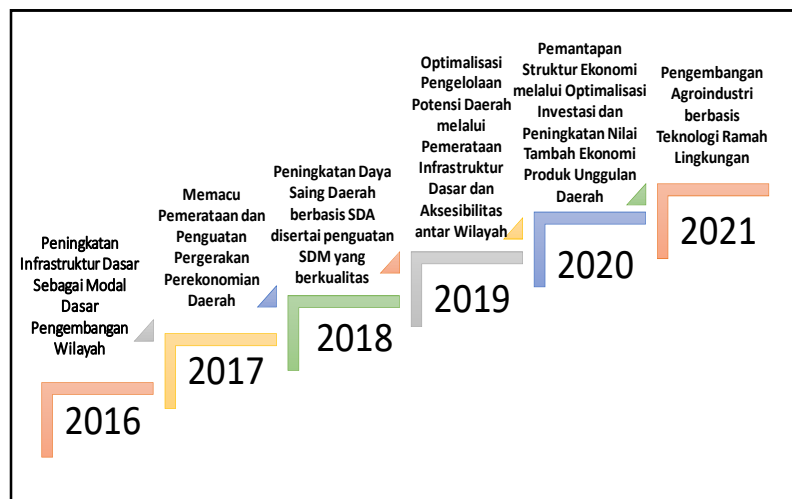 Peningkatan
Infrastruktur Dasar
Sebagai Modal
Dasar
Pengembangan
Wilayah
2016
Memacu
Pemerataan dan
Penguatan
Pergerakan
Perekonomian
Daerah
2017
Peningkatan Daya
Saing Daerah
berbasis SDA
disertai penguatan
SDM yang
berkualitas
2018
Optimalisasi
Pengelolaan
Potensi Daerah
melalui
Pemerataan
Infrastruktur
Dasar dan
Aksesibilitas
antar Wilayah
2019
Pemantapan
Struktur Ekonomi
melalui Optimalisasi
Investasi dan
Peningkatan Nilai
Tambah Ekonomi
Produk Unggulan
Daerah
2020
Pengembangan
Agroindustri
berbasis
Teknologi Ramah
Lingkungan
2021